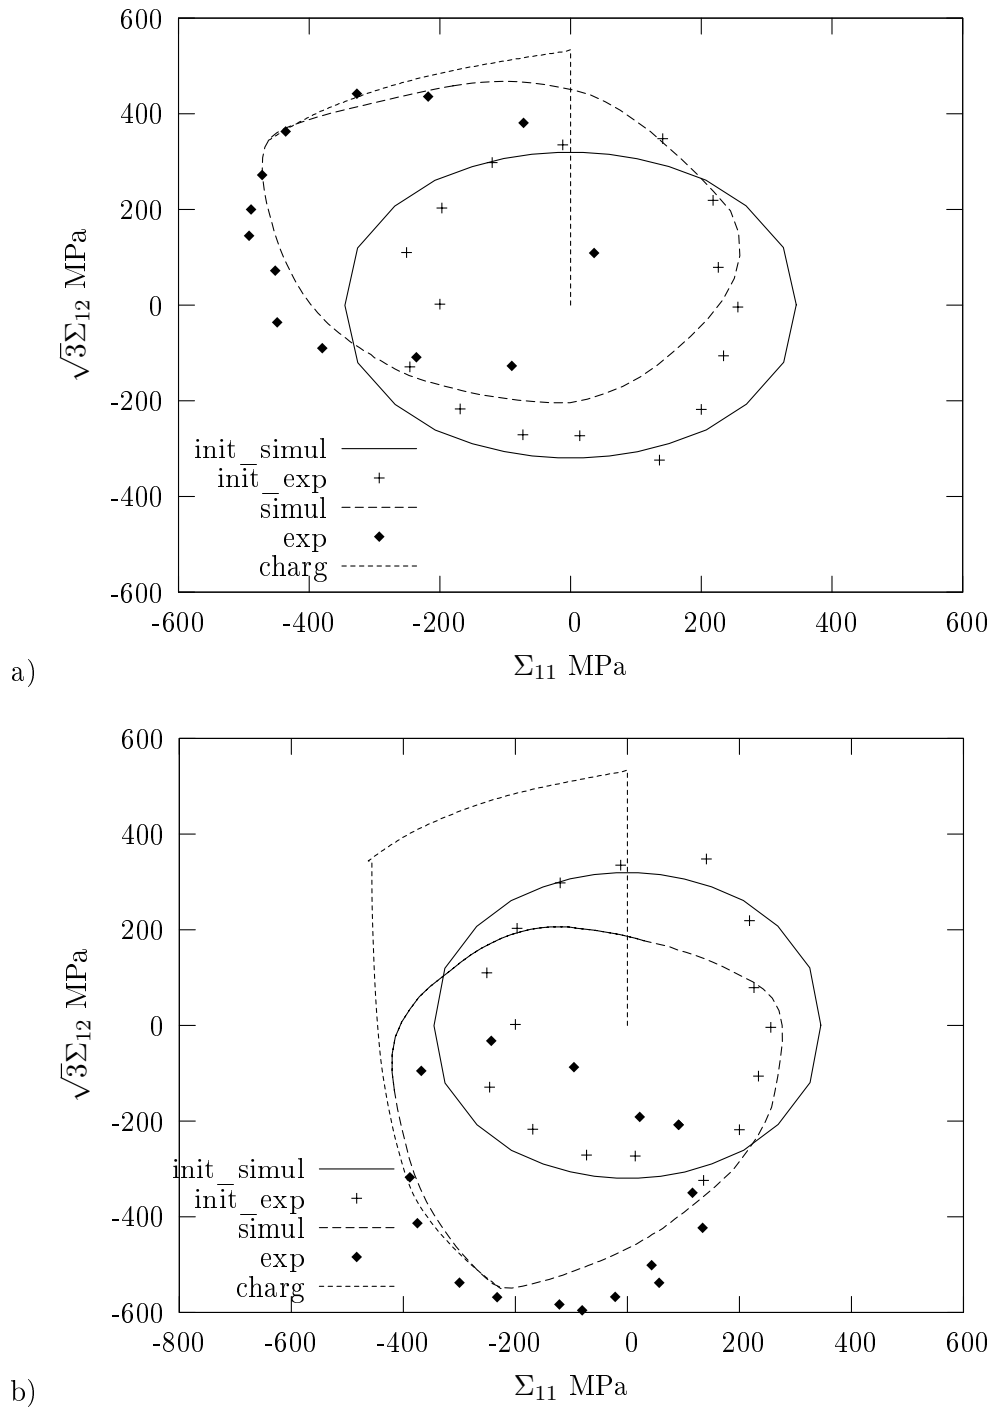 600
400
200
0
-200
-400
-600
√3Σ12 MPa
init_simul
init_exp
simul
exp
charg
-600 -400 -200 0 200 400 600
Σ11 MPa
a)
600
400
200
0
-200
-400
-600
√3Σ12 MPa
init_simul
init_exp
simul
exp
charg
-800 -600 -400 -200 0 200 400 600
Σ11 MPa
b)